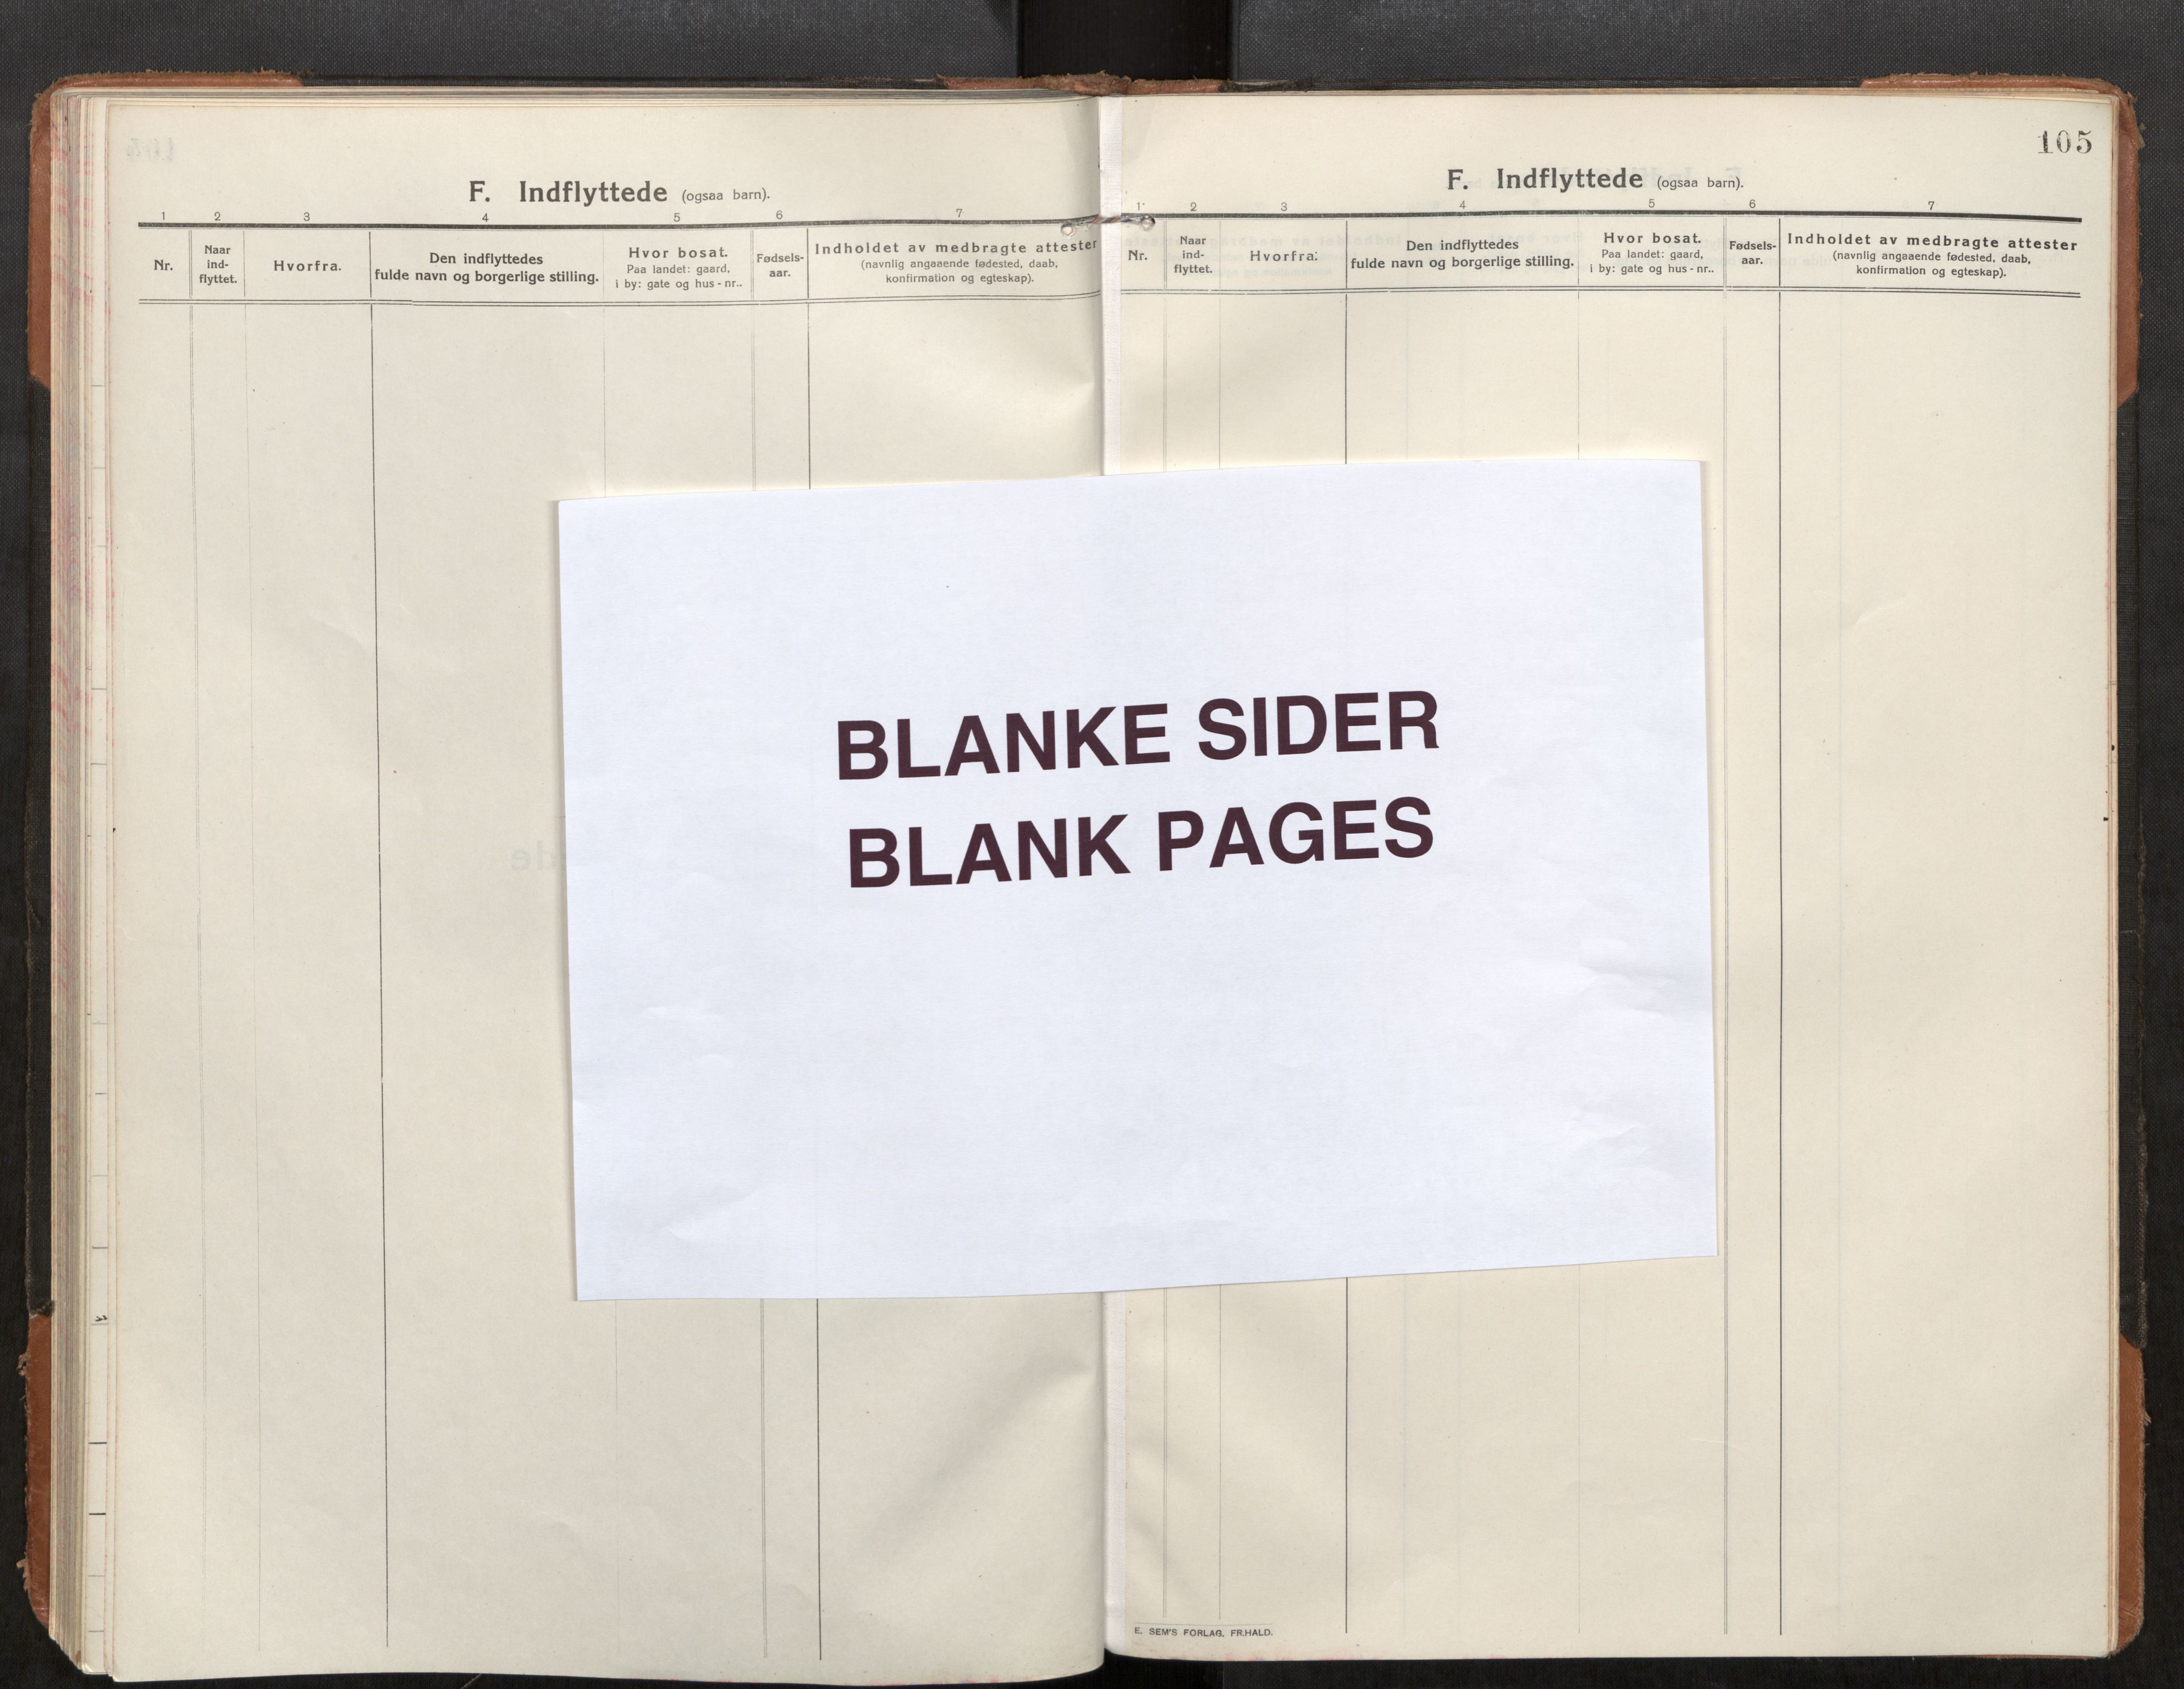 F. Indflyttede (ogsaa barn).
1 2 3 4 5 6 7
Nr.
Naar
ind-
flyttet.
Hvorfra.
Den indflyttedes
fulde navn og borgerlige stilling.
Hvor bosat.
Paa landet: gaard,
i by: gate og hus-nr..
Fødsels-
aar.
Indholdet av medbragte attester
(navnlig angaaende fødested, daab,
konfirmation og egteskap).
105
F. Indflyttede (ogsaa barn).
1 2 3 4 5 6 7
Nr.
Naar
ind-
flyttet.
Hvorfra.
Den indflyttedes
fulde navn og borgerlige stilling.
Hvor bosat.
Paa landet: gaard,
i by: gate og hus-nr..
Fødsels-
aar.
Indholdet av medbragte attester
(navnlig angaaende fødested, daab,
konfirmation og egteskap).
BLANKE SIDER
BLANK PAGES
E. SEM'S FORLAG, FR.HALD.